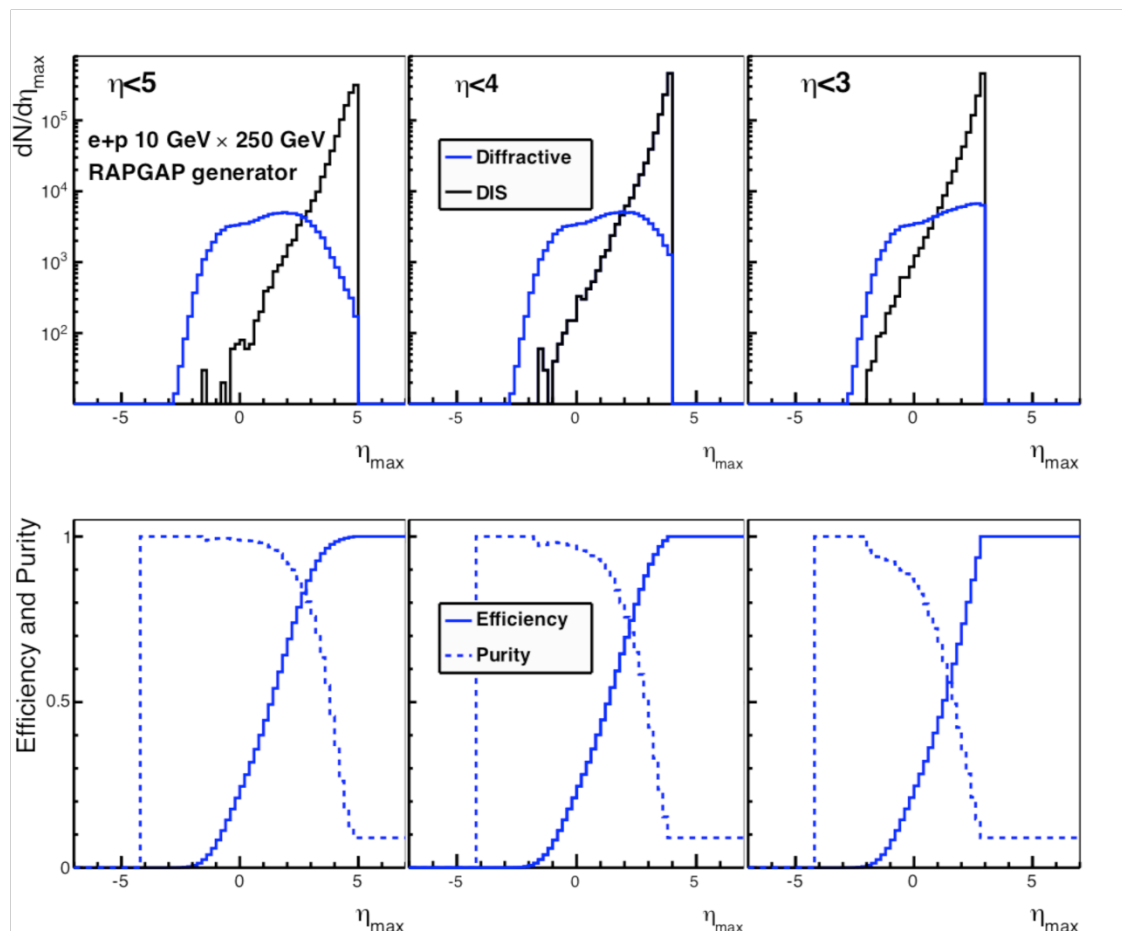 η<5
η<4
η<3
dN/dη_max
10^5
10^4
10^3
10^2
e+p 10 GeV × 250 GeV
RAPGAP generator
Diffractive
DIS
-5 0 5
-5 0 5
-5 0 5
η_max
η_max
η_max
Efficiency and Purity
1
0.5
0
Efficiency
Purity
-5 0 5
-5 0 5
-5 0 5
η_max
η_max
η_max